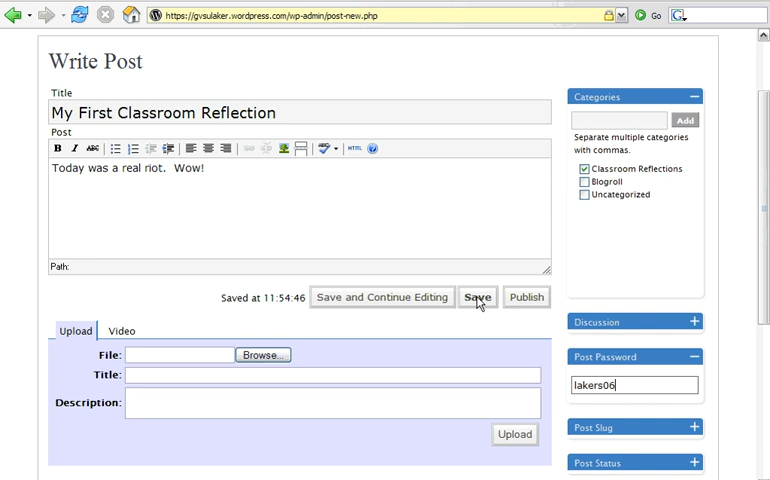 https://gvsulaker.wordpress.com/wp-admin/post-new.php
Go
Write Post
Title
My First Classroom Reflection
Post
B I ABC HTML
Today was a real riot. Wow!
Path:
Saved at 11:54:46
Save and Continue Editing
Save
Publish
Upload
Video
File:
Browse...
Title:
Description:
Upload
Categories
Add
Separate multiple categories
with commas.
Classroom Reflections
Blogroll
Uncategorized
Discussion
Post Password
lakers06
Post Slug
Post Status